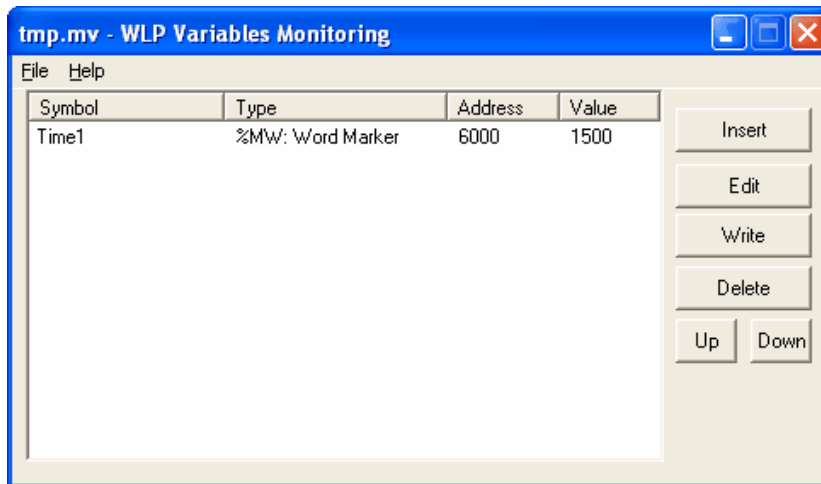 tmp.mv - WLP Variables Monitoring
File Help
Symbol Type Address Value
Time1 %MW: Word Marker 6000 1500
Insert
Edit
Write
Delete
Up Down